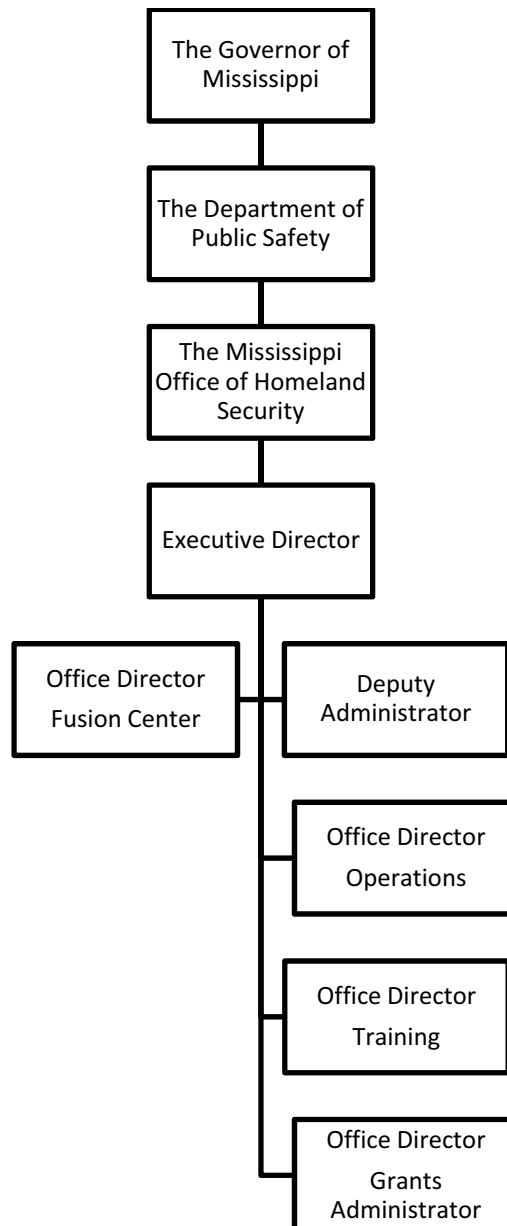 The Governor of
Mississippi
The Department of
Public Safety
The Mississippi
Office of Homeland
Security
Executive Director
Office Director
Fusion Center
Deputy
Administrator
Office Director
Operations
Office Director
Training
Office Director
Grants
Administrator